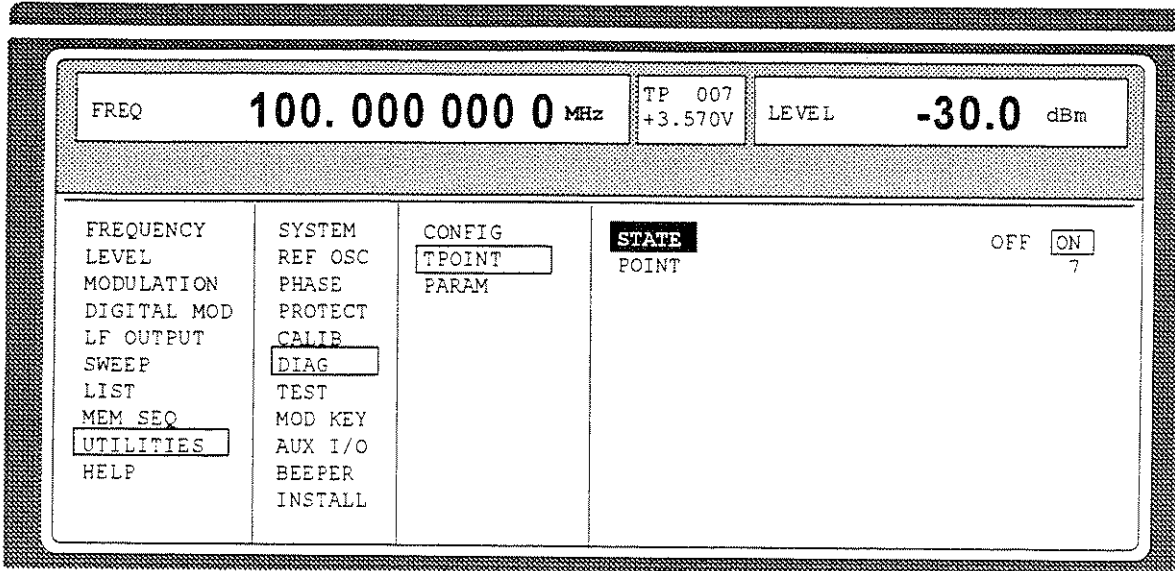 FREQ 100. 000 000 0 MHz
TP 007
+3.570V
LEVEL -30.0 dBm
FREQUENCY
LEVEL
MODULATION
DIGITAL MOD
LF OUTPUT
SWEEP
LIST
MEM SEQ
UTILITIES
HELP
SYSTEM
REF OSC
PHASE
PROTECT
CALIB
DIAG
TEST
MOD KEY
AUX I/O
BEEPER
INSTALL
CONFIG
TPOINT
PARAM
STATE OFF ON
POINT 7